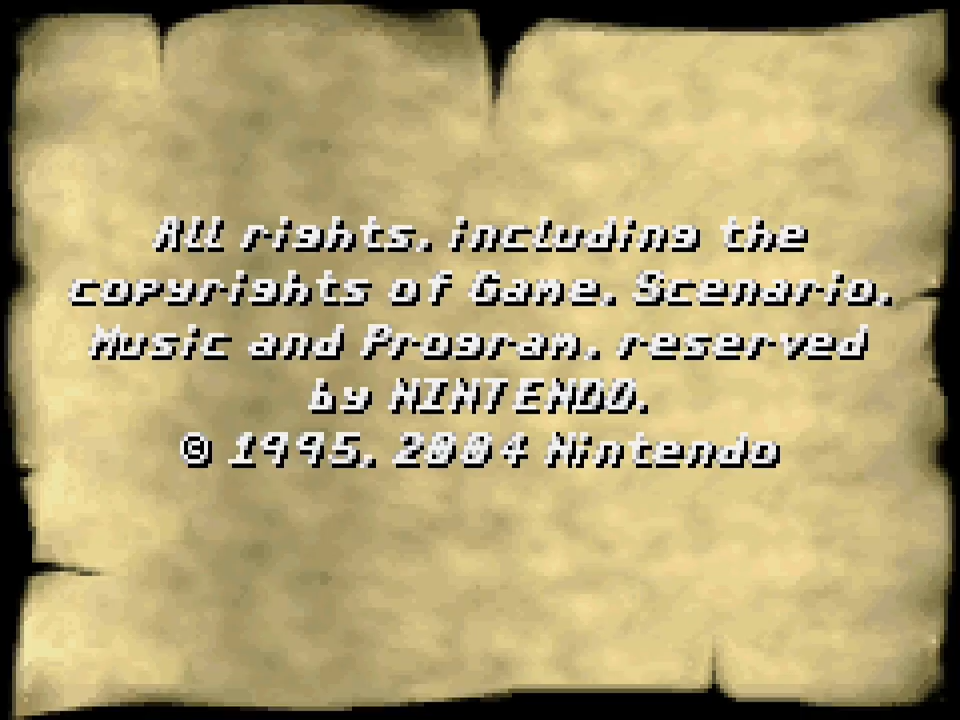 All rights, including the
copyrights of Game, Scenario,
Music and Program, reserved
by NINTENDO.
© 1995, 2004 Nintendo